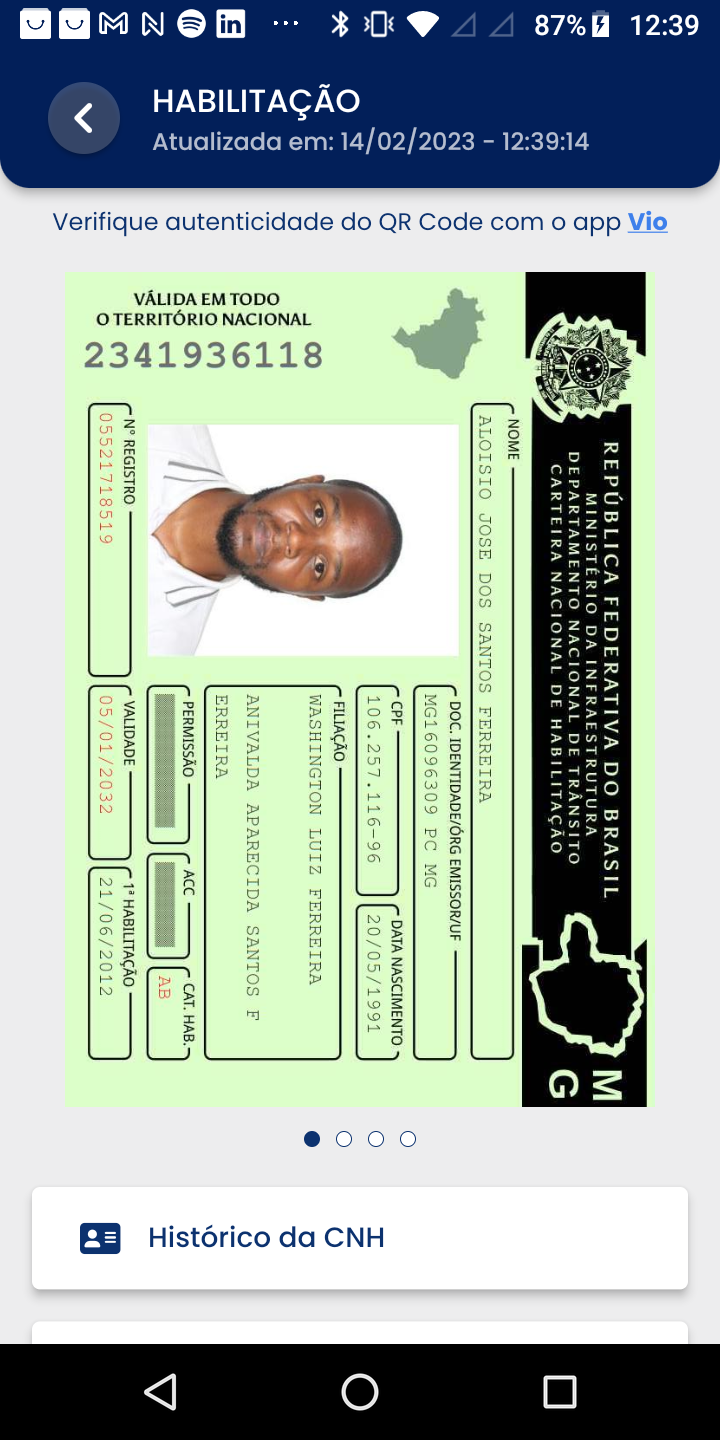 87% 12:39
HABILITAÇÃO
Atualizada em: 14/02/2023 - 12:39:14
Verifique autenticidade do QR Code com o app Vio
VÁLIDA EM TODO
O TERRITÓRIO NACIONAL
2341936118
REPÚBLICA FEDERATIVA DO BRASIL
MINISTÉRIO DA INFRAESTRUTURA
DEPARTAMENTO NACIONAL DE TRÂNSITO
CARTEIRA NACIONAL DE HABILITAÇÃO
M
G
NOME
ALOISIO JOSE DOS SANTOS FERREIRA
DOC. IDENTIDADE/ÓRG EMISSOR/UF
MG16096309 PC MG
CPF
106.257.116-96
DATA NASCIMENTO
20/05/1991
FILIAÇÃO
WASHINGTON LUIZ FERREIRA
ANIVALDA APARECIDA SANTOS F
ERREIRA
PERMISSÃO
ACC
CAT. HAB.
AB
Nº REGISTRO
05521718519
VALIDADE
05/01/2032
1ª HABILITAÇÃO
21/06/2012
Histórico da CNH